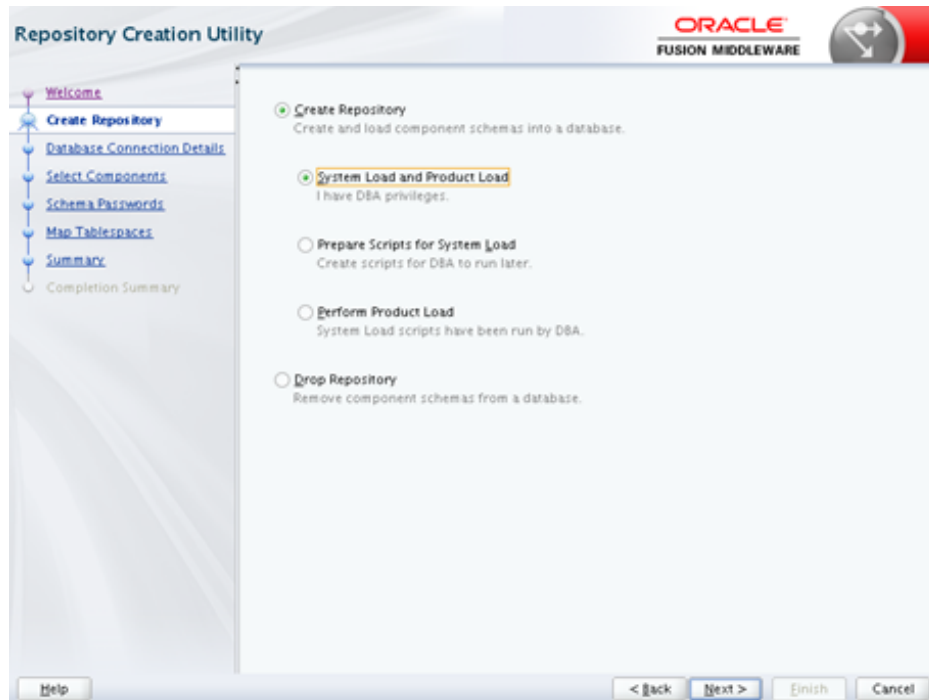 Repository Creation Utility
ORACLE
FUSION MIDDLEWARE
Welcome
Create Repository
Database Connection Details
Select Components
Schema Passwords
Map Tablespaces
Summary
Completion Summary
Create Repository
Create and load component schemas into a database.
System Load and Product Load
I have DBA privileges.
Prepare Scripts for System Load
Create scripts for DBA to run later.
Perform Product Load
System Load scripts have been run by DBA.
Drop Repository
Remove component schemas from a database.
Help
< Back
Next >
Finish
Cancel